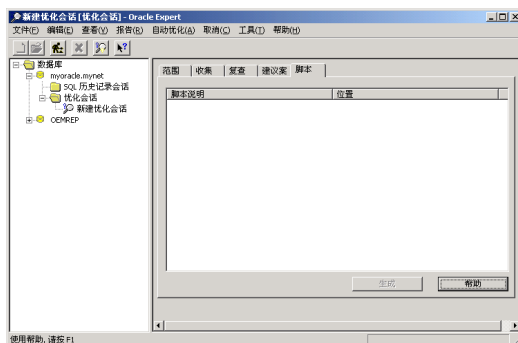 新建优化会话 [优化会话] - Oracle Expert
文件(F) 编辑(E) 查看(V) 报告(R) 自动优化(A) 取消(C) 工具(T) 帮助(H)
数据库
myoracle.mynet
SQL 历史记录会话
优化会话
新建优化会话
OEMREP
范围 收集 复查 建议案 脚本
脚本说明 位置
生成 帮助
使用帮助, 请按 F1